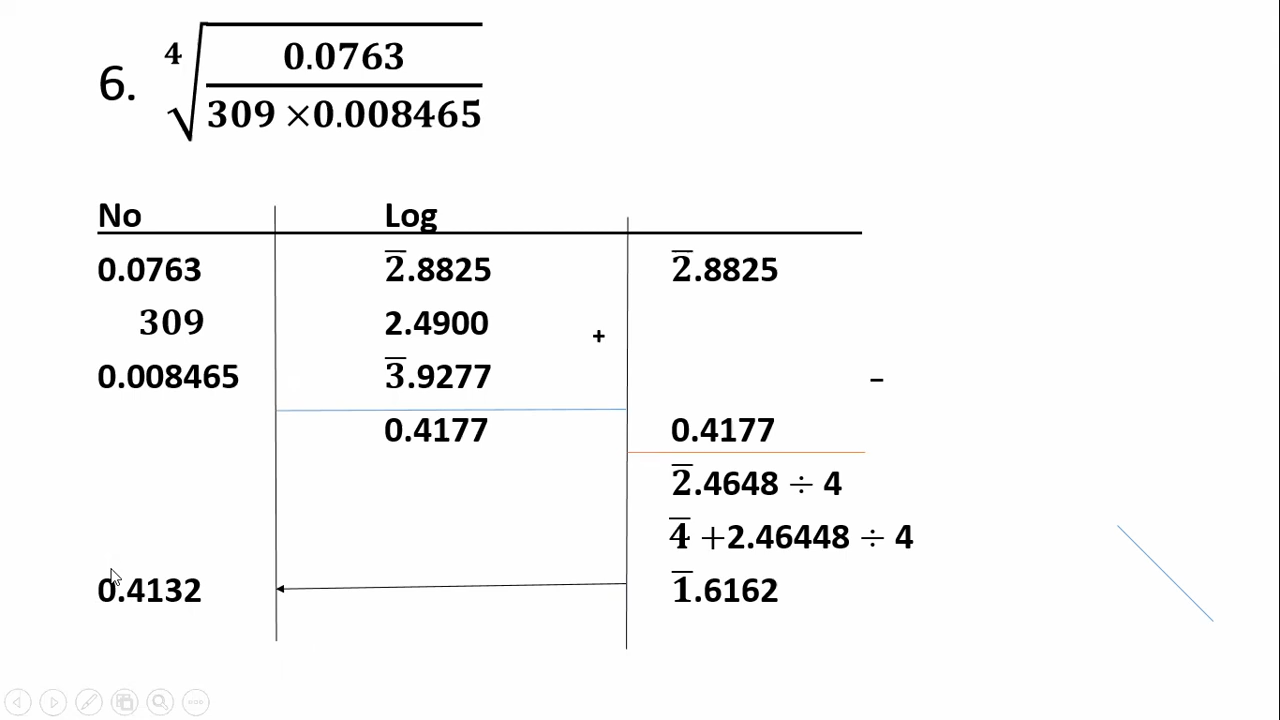 6. ⁴√(0.0763 / 309 ×0.008465)
No Log
0.0763 2̅.8825 2̅.8825
309 2.4900 +
0.008465 3̅.9277 −
0.4177 0.4177
2̅.4648 ÷ 4
4̅ +2.46448 ÷ 4
0.4132 1̅.6162